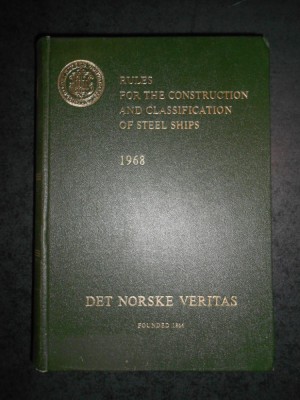 RULES
FOR THE CONSTRUCTION
AND CLASSIFICATION
OF STEEL SHIPS
1968
DET NORSKE VERITAS
FOUNDED 1864